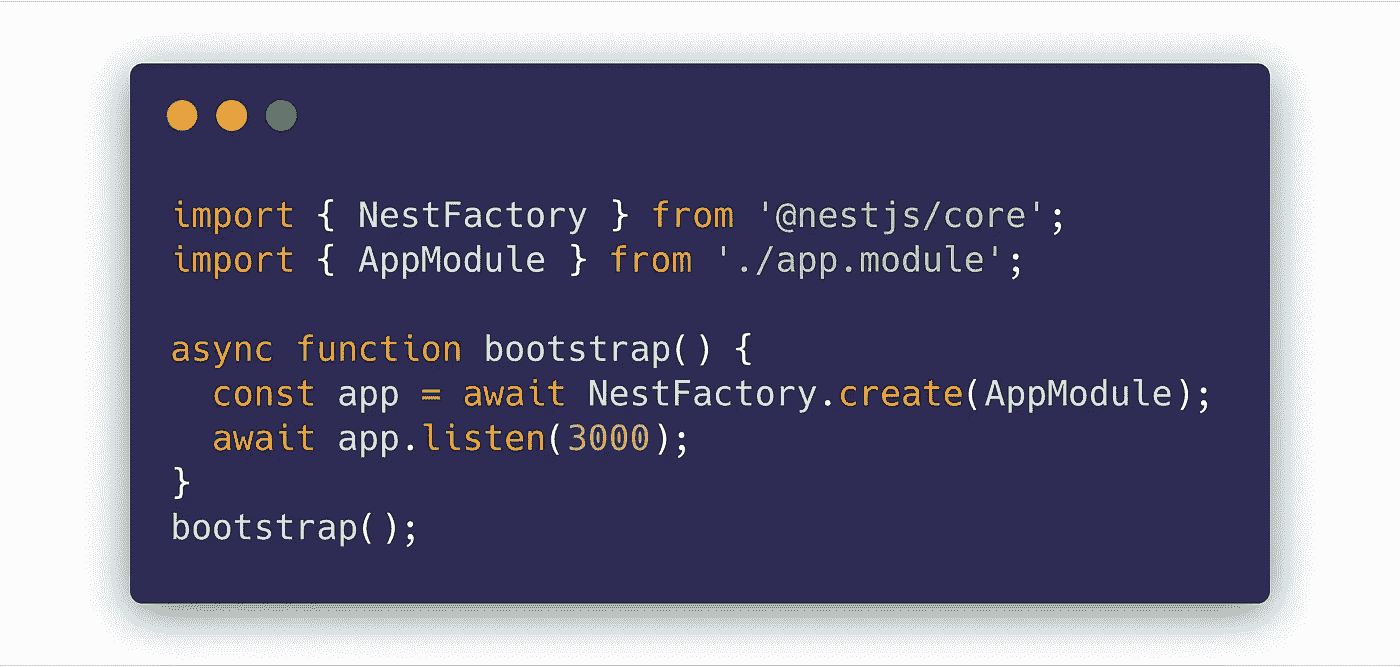 import { NestFactory } from '@nestjs/core';
import { AppModule } from './app.module';

async function bootstrap() {
  const app = await NestFactory.create(AppModule);
  await app.listen(3000);
}
bootstrap();